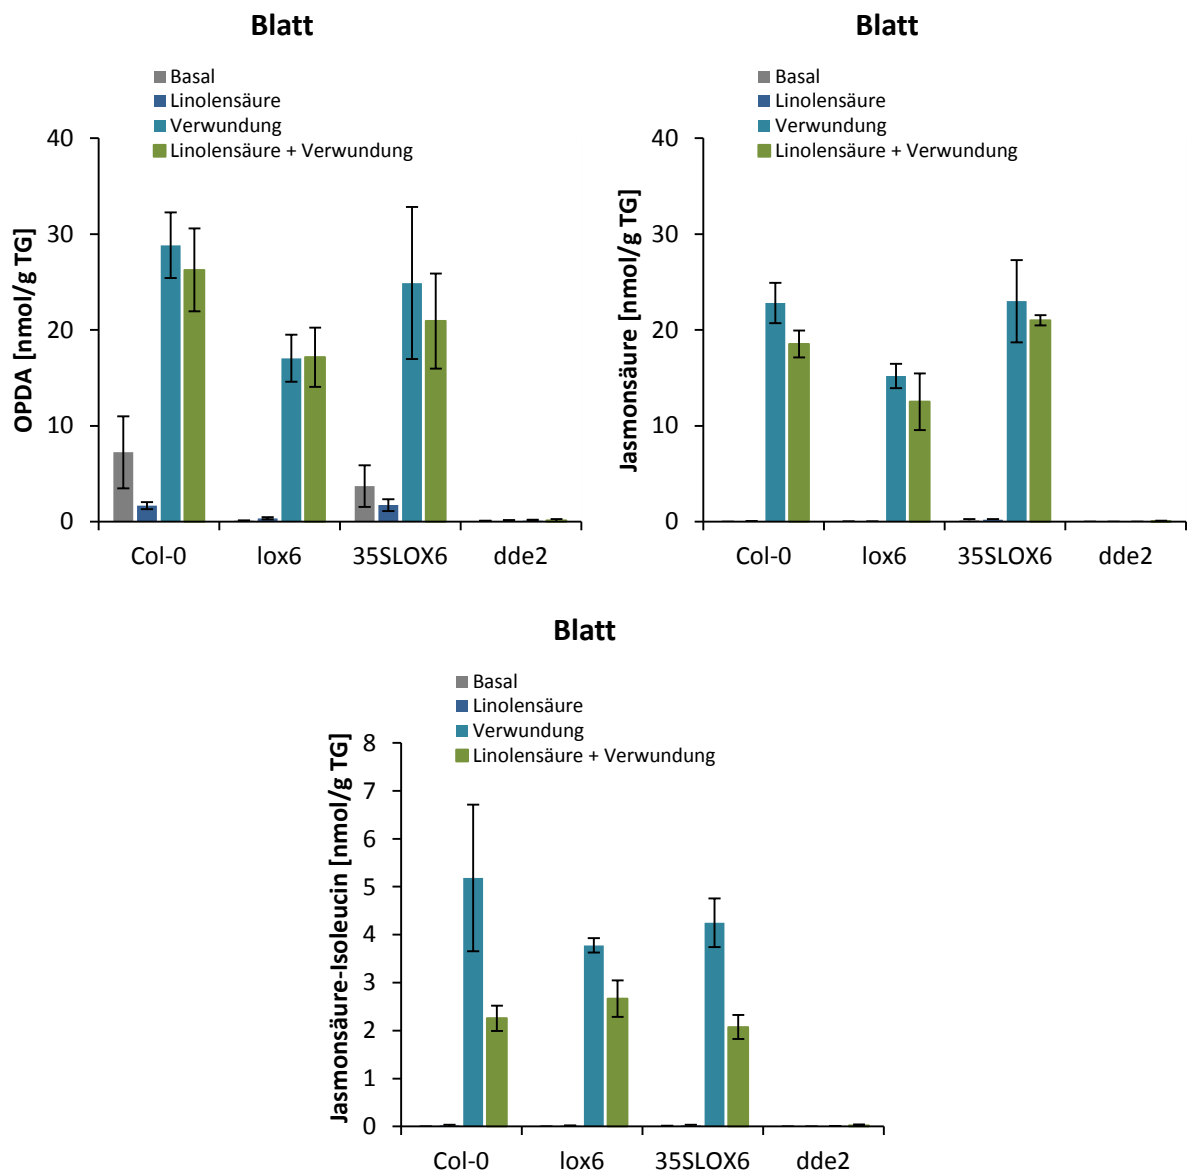 Blatt
Basal
Linolensäure
Verwundung
Linolensäure + Verwundung
OPDA [nmol/g TG]
40
30
20
10
0
Col-0 lox6 35SLOX6 dde2
Blatt
Basal
Linolensäure
Verwundung
Linolensäure + Verwundung
Jasmonsäure [nmol/g TG]
40
30
20
10
0
Col-0 lox6 35SLOX6 dde2
Blatt
Basal
Linolensäure
Verwundung
Linolensäure + Verwundung
Jasmonsäure-Isoleucin [nmol/g TG]
8
7
6
5
4
3
2
1
0
Col-0 lox6 35SLOX6 dde2